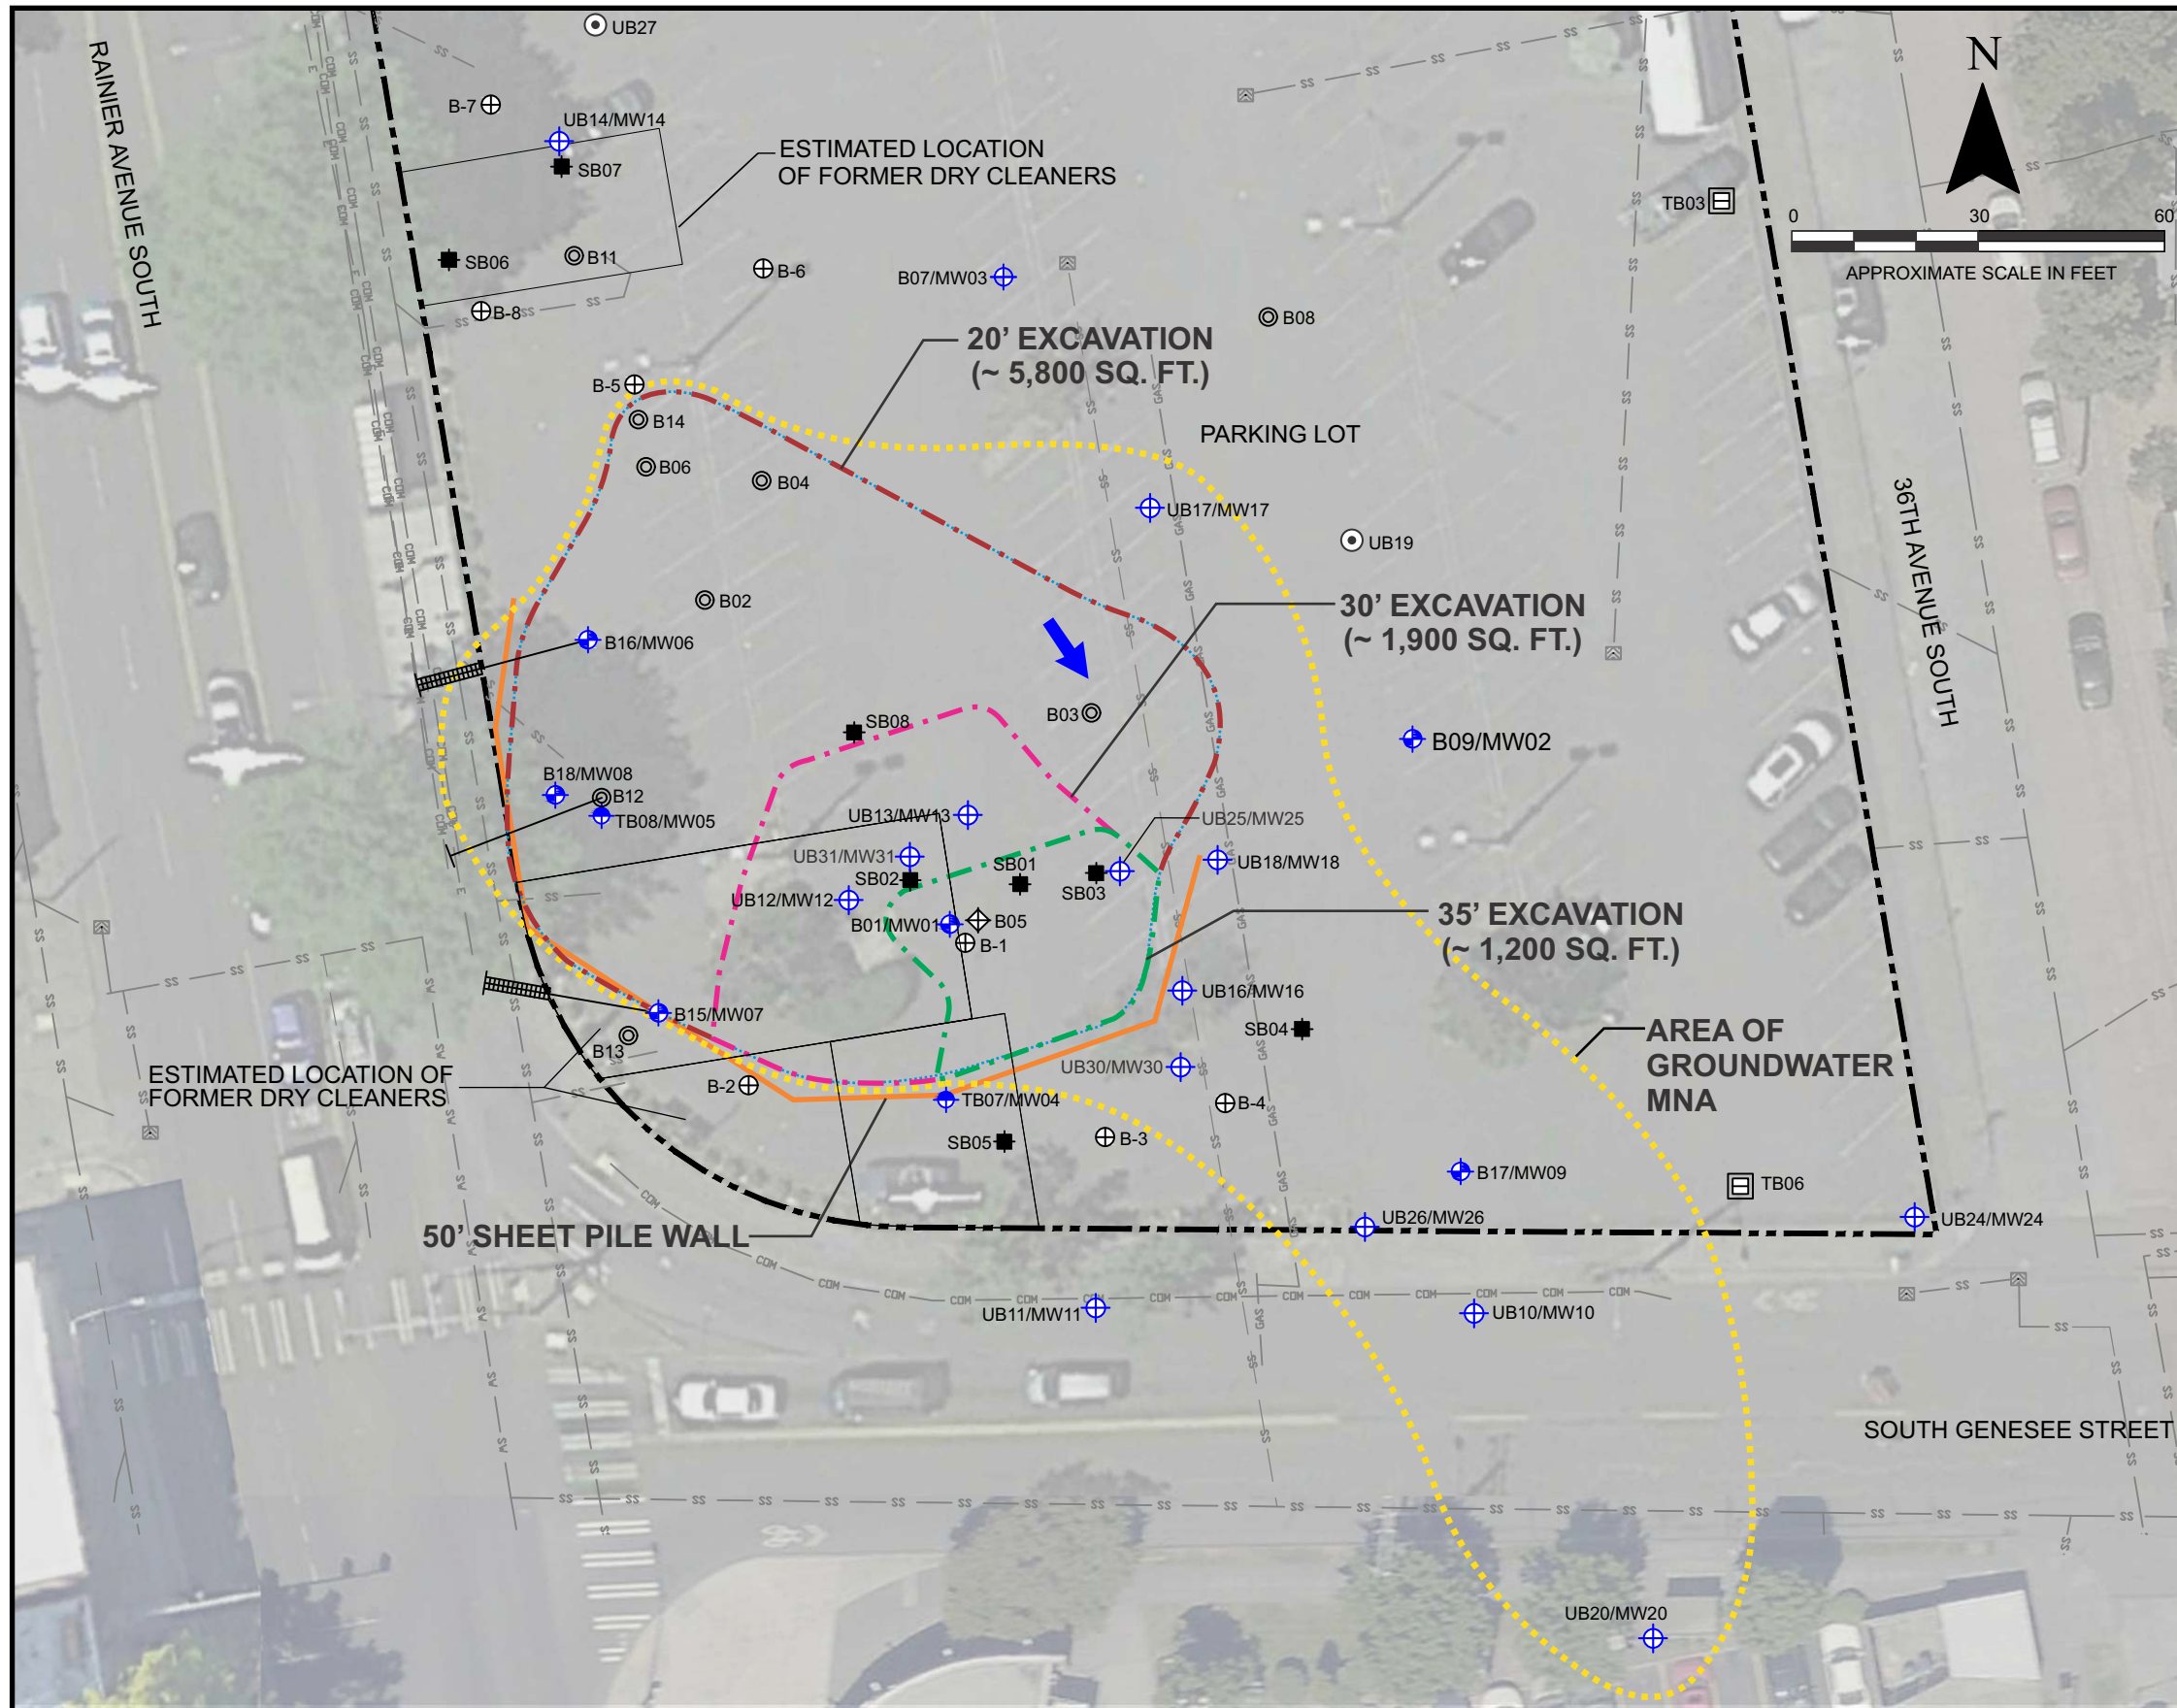 UB27
RAINIER AVENUE SOUTH
N
B-7
UB14/MW14
ESTIMATED LOCATION
OF FORMER DRY CLEANERS
SB07
TB03
0 30 60
APPROXIMATE SCALE IN FEET
SB06
B11
B-6
B07/MW03
B-8
B08
20’ EXCAVATION
(~ 5,800 SQ. FT.)
B-5
B14
PARKING LOT
B06
B04
UB17/MW17
36TH AVENUE SOUTH
UB19
B02
30’ EXCAVATION
(~ 1,900 SQ. FT.)
B16/MW06
B03
SB08
B09/MW02
B18/MW08
B12
TB08/MW05
UB13/MW13
UB25/MW25
UB31/MW31
UB18/MW18
SB02
SB01
SB03
UB12/MW12
B01/MW01
B05
B-1
35’ EXCAVATION
(~ 1,200 SQ. FT.)
UB16/MW16
B15/MW07
SB04
B13
AREA OF
GROUNDWATER
MNA
UB30/MW30
ESTIMATED LOCATION OF
FORMER DRY CLEANERS
B-2
TB07/MW04
B-4
SB05
B-3
B17/MW09
TB06
50’ SHEET PILE WALL
UB26/MW26
UB24/MW24
UB11/MW11
UB10/MW10
SOUTH GENESEE STREET
UB20/MW20
SS
COM
GAS
E
SW